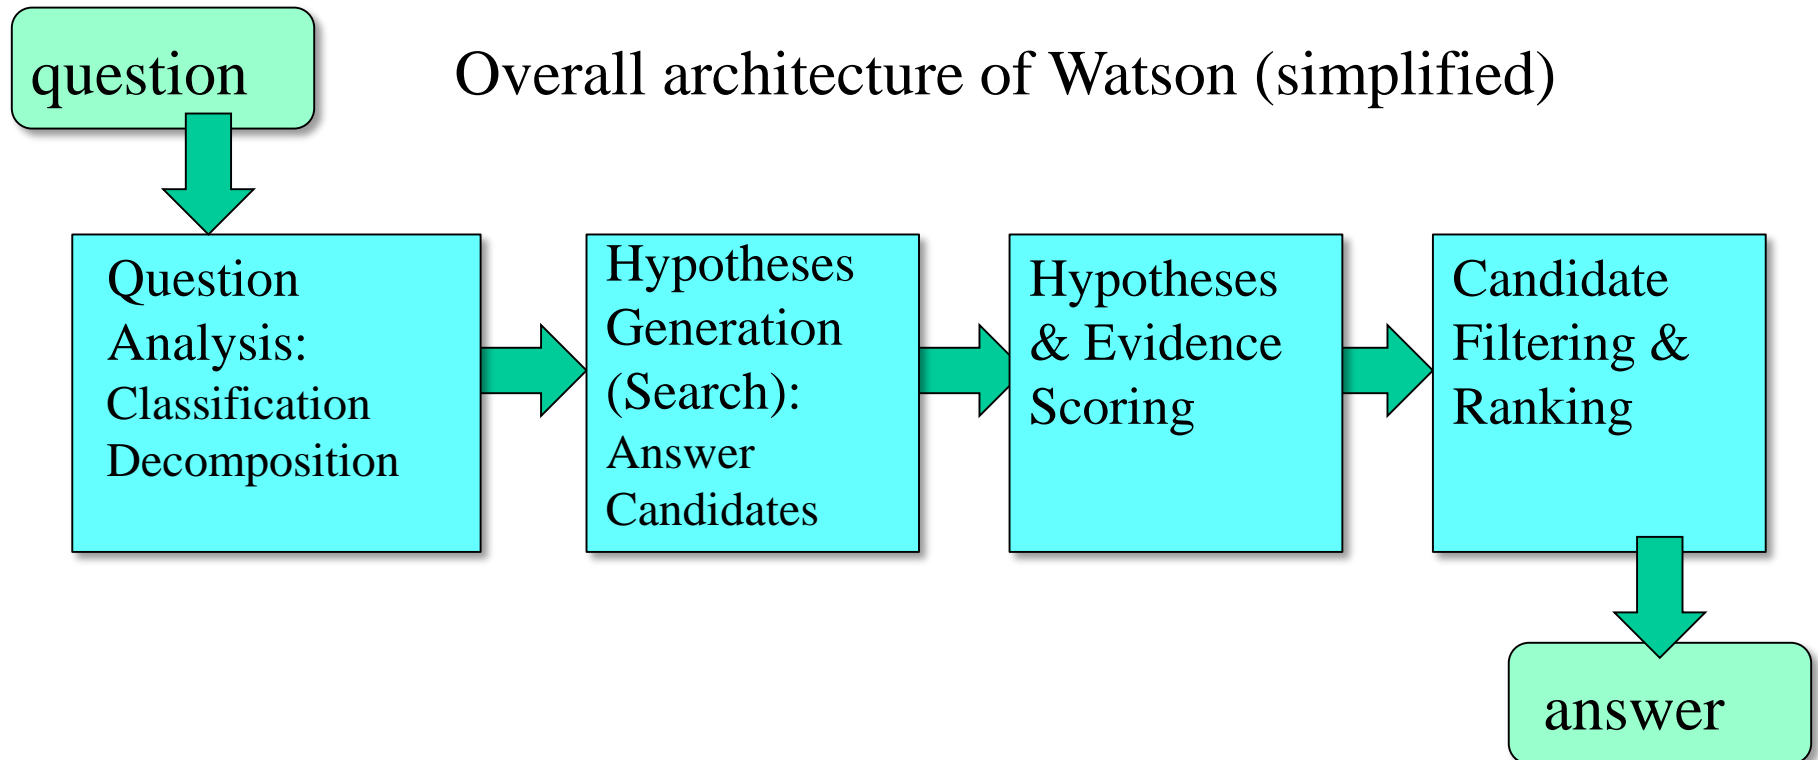 question
Overall architecture of Watson (simplified)
Question
Analysis:
Classification
Decomposition
Hypotheses
Generation
(Search):
Answer
Candidates
Hypotheses
& Evidence
Scoring
Candidate
Filtering &
Ranking
answer